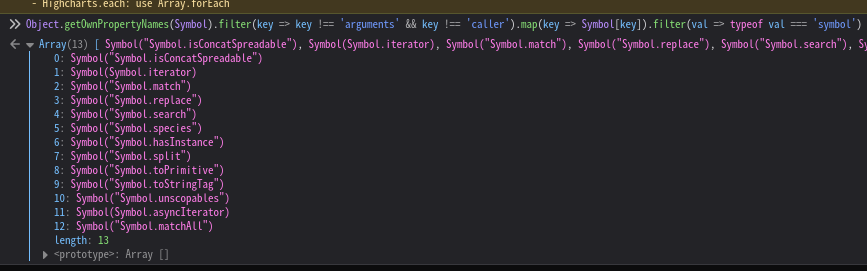 - Highcharts.each: use Array.forEach
Object.getOwnPropertyNames(Symbol).filter(key => key !== 'arguments' && key !== 'caller').map(key => Symbol[key]).filter(val => typeof val === 'symbol')
Array(13) [ Symbol("Symbol.isConcatSpreadable"), Symbol(Symbol.iterator), Symbol("Symbol.match"), Symbol("Symbol.replace"), Symbol("Symbol.search"), Sy
0: Symbol("Symbol.isConcatSpreadable")
1: Symbol(Symbol.iterator)
2: Symbol("Symbol.match")
3: Symbol("Symbol.replace")
4: Symbol("Symbol.search")
5: Symbol("Symbol.species")
6: Symbol("Symbol.hasInstance")
7: Symbol("Symbol.split")
8: Symbol("Symbol.toPrimitive")
9: Symbol("Symbol.toStringTag")
10: Symbol("Symbol.unscopables")
11: Symbol(Symbol.asyncIterator)
12: Symbol("Symbol.matchAll")
length: 13
<prototype>: Array []